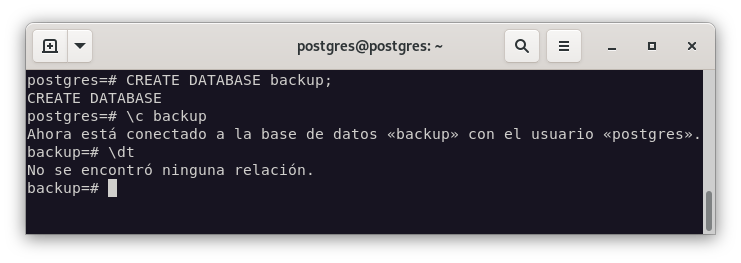 postgres@postgres: ~
postgres=# CREATE DATABASE backup;
CREATE DATABASE
postgres=# \c backup
Ahora está conectado a la base de datos «backup» con el usuario «postgres».
backup=# \dt
No se encontró ninguna relación.
backup=#